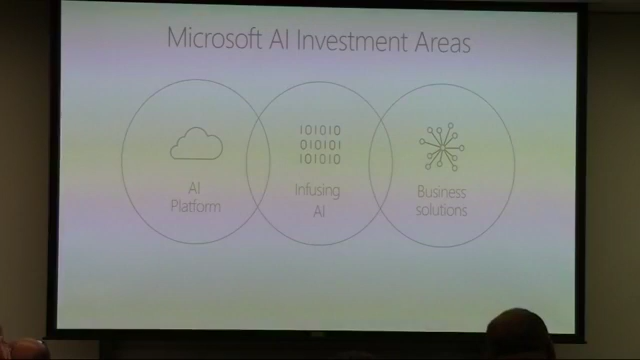 Microsoft AI Investment Areas
101010
010101
101010
AI
Platform
Infusing
AI
Business
solutions